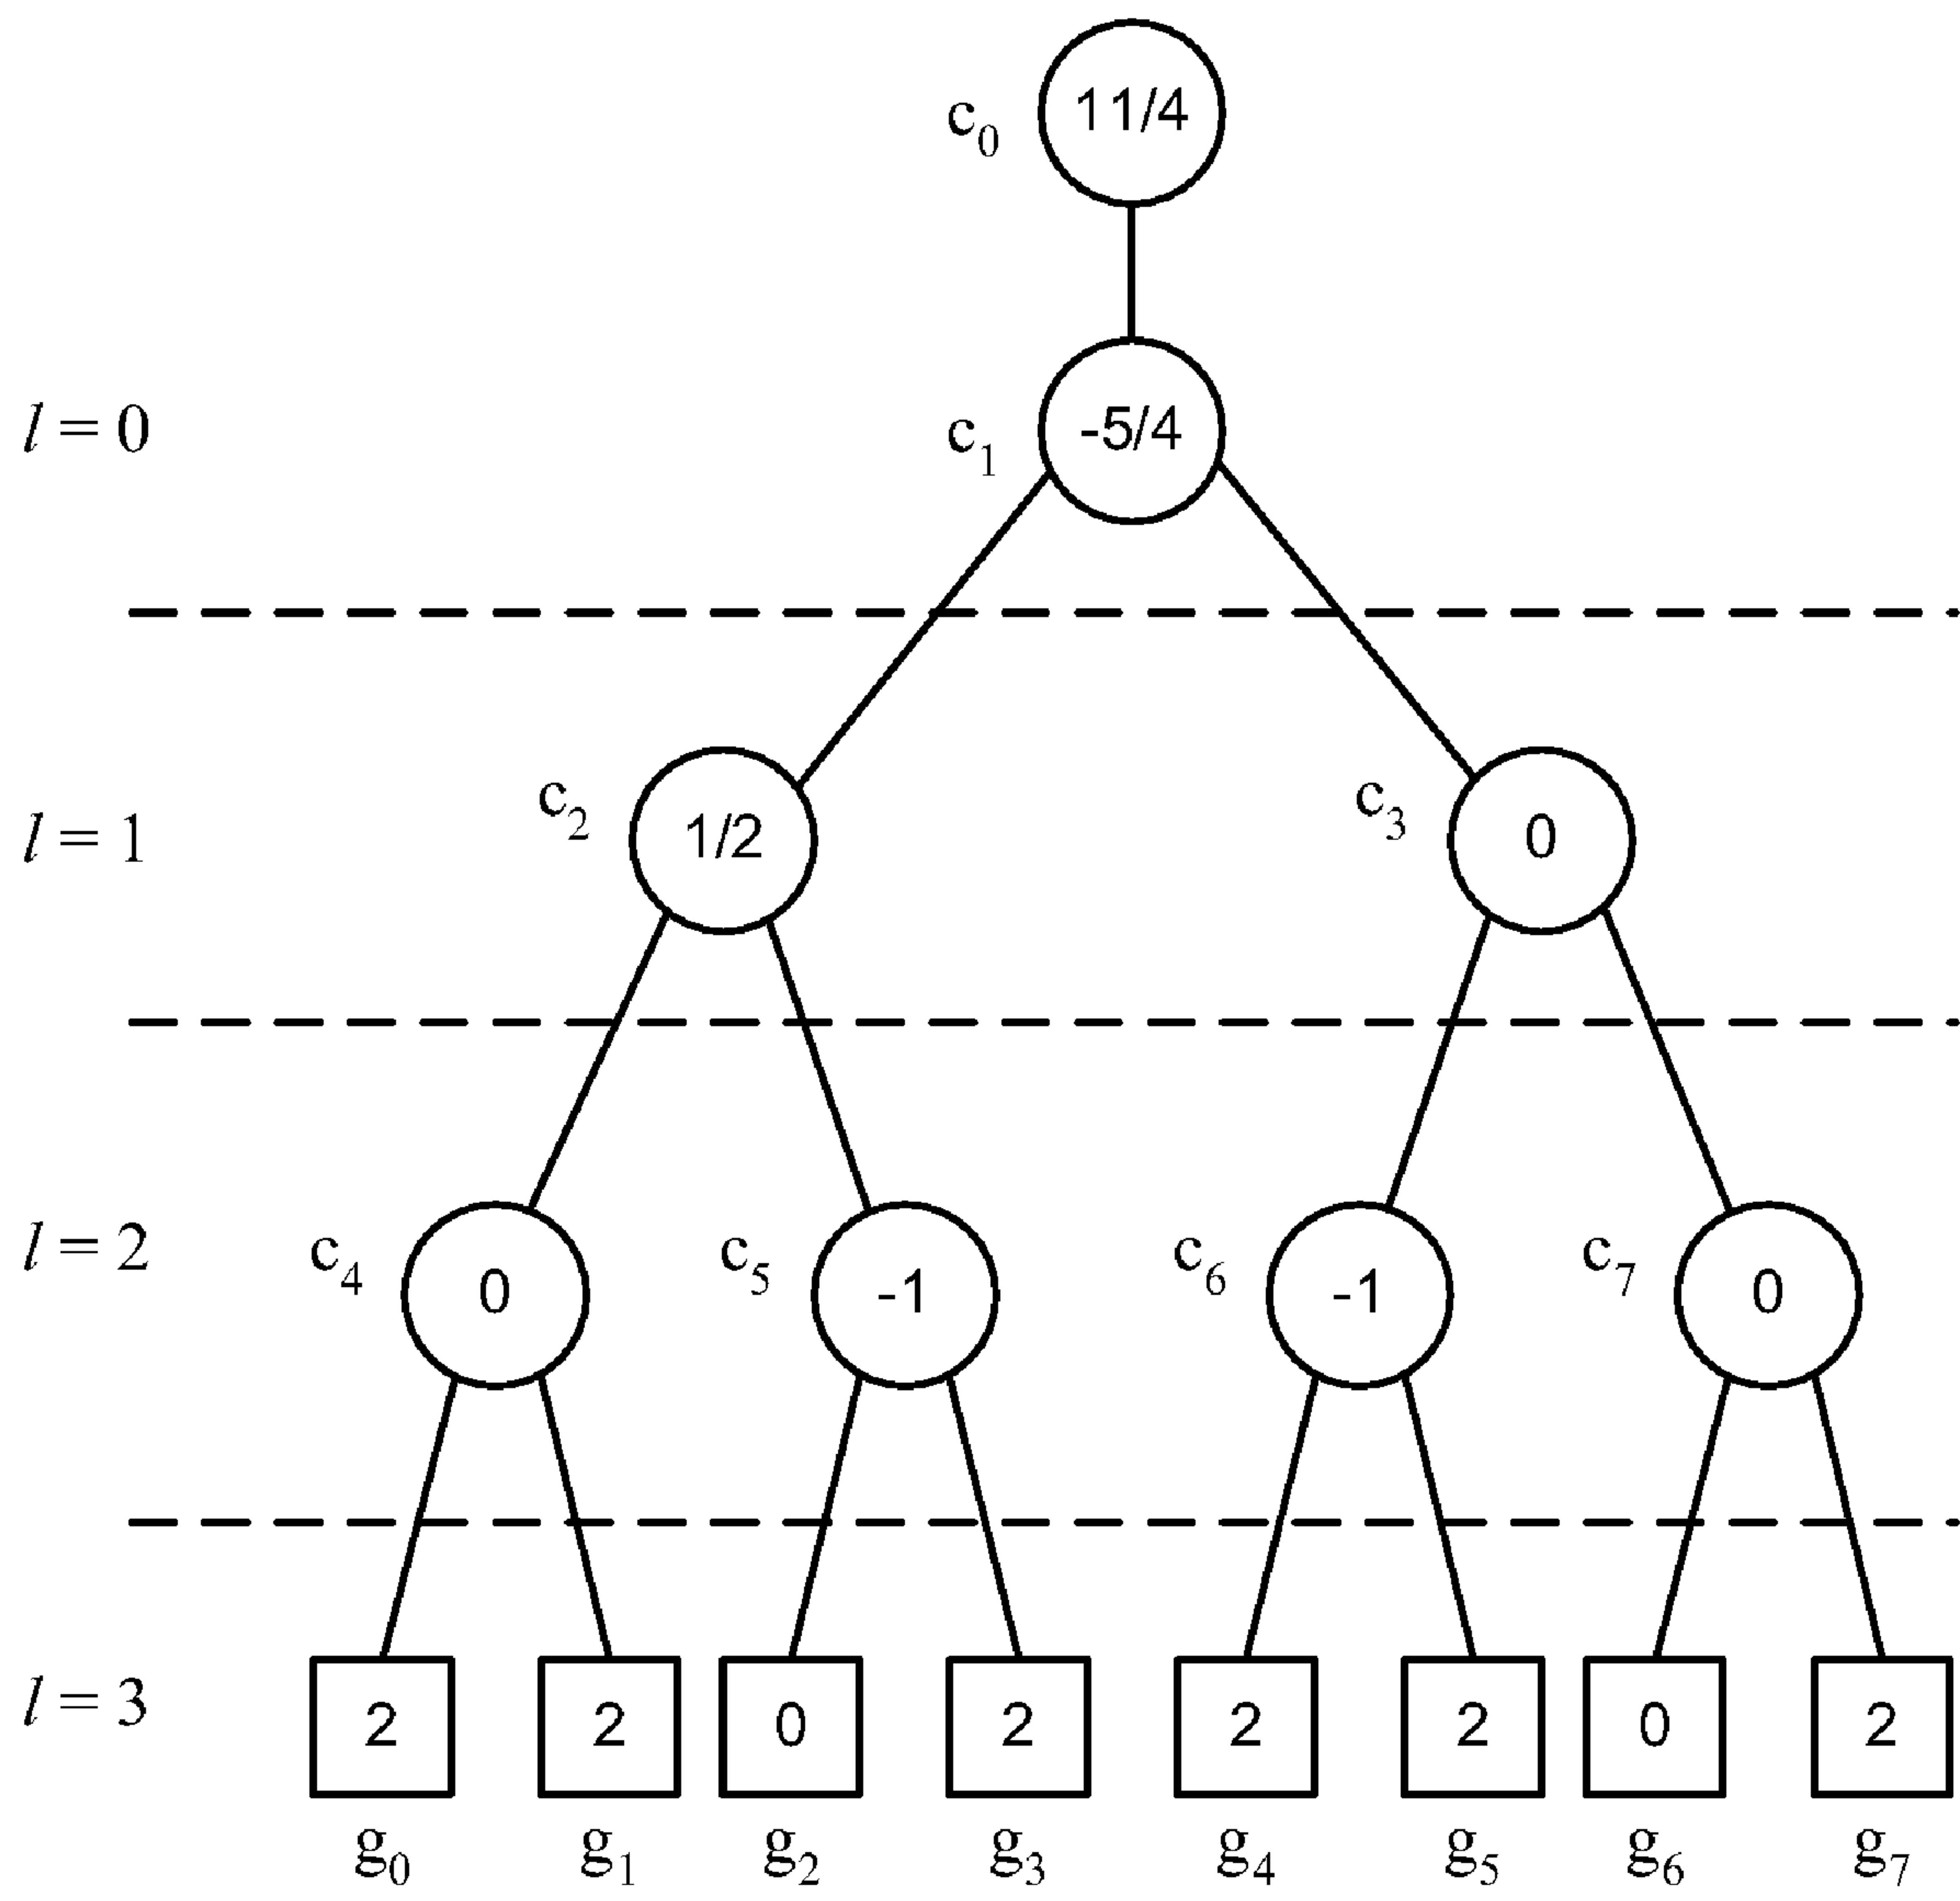 c0 11/4
l = 0 c1 -5/4
l = 1 c2 1/2 c3 0
l = 2 c4 0 c5 -1 c6 -1 c7 0
l = 3 2 2 0 2 2 2 0 2
g0 g1 g2 g3 g4 g5 g6 g7